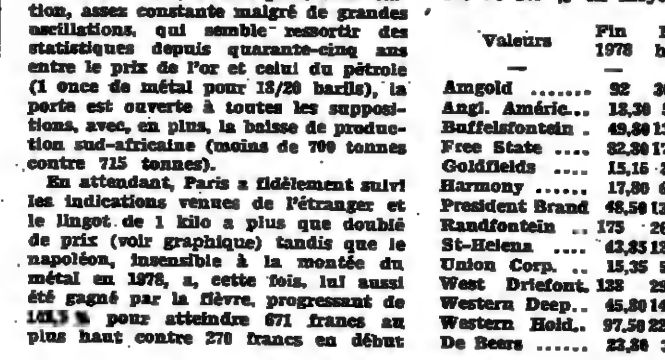 tion, assez constante malgré de grandes
oscillations, qui semble ressortir des
statistiques depuis quarante-cinq ans
entre le prix de l'or et celui du pétrole
(1 once de métal pour 18/20 barils), la
porte est ouverte à toutes les supposi-
tions, avec, en plus, la baisse de produc-
tion sud-africaine (moins de 700 tonnes
contre 715 tonnes).
En attendant, Paris a fidèlement suivi
les indications venues de l'étranger et
le lingot de 1 kilo a plus que doublé
de prix (voir graphique) tandis que le
napoléon, insensible à la montée du
métal en 1978, a, cette fois, lui aussi
été gagné par la fièvre, progressant de
% pour atteindre 671 francs au
plus haut contre 270 francs en début
Valeurs Fin
1978
Amgold ....... 92
Angl. Améric... 18,30
Buffelsfontein . 49,80
Free State .... 82,80
Goldfields .... 15,15
Harmony ...... 17,80
President Brand 48,50
Randfontein .. 175
St-Helena .... 43,85
Union Corp. .. 15,35
West Driefont. 138
Western Deep.. 45,80
Western Hold.. 97,50
De Beers ...... 23,80